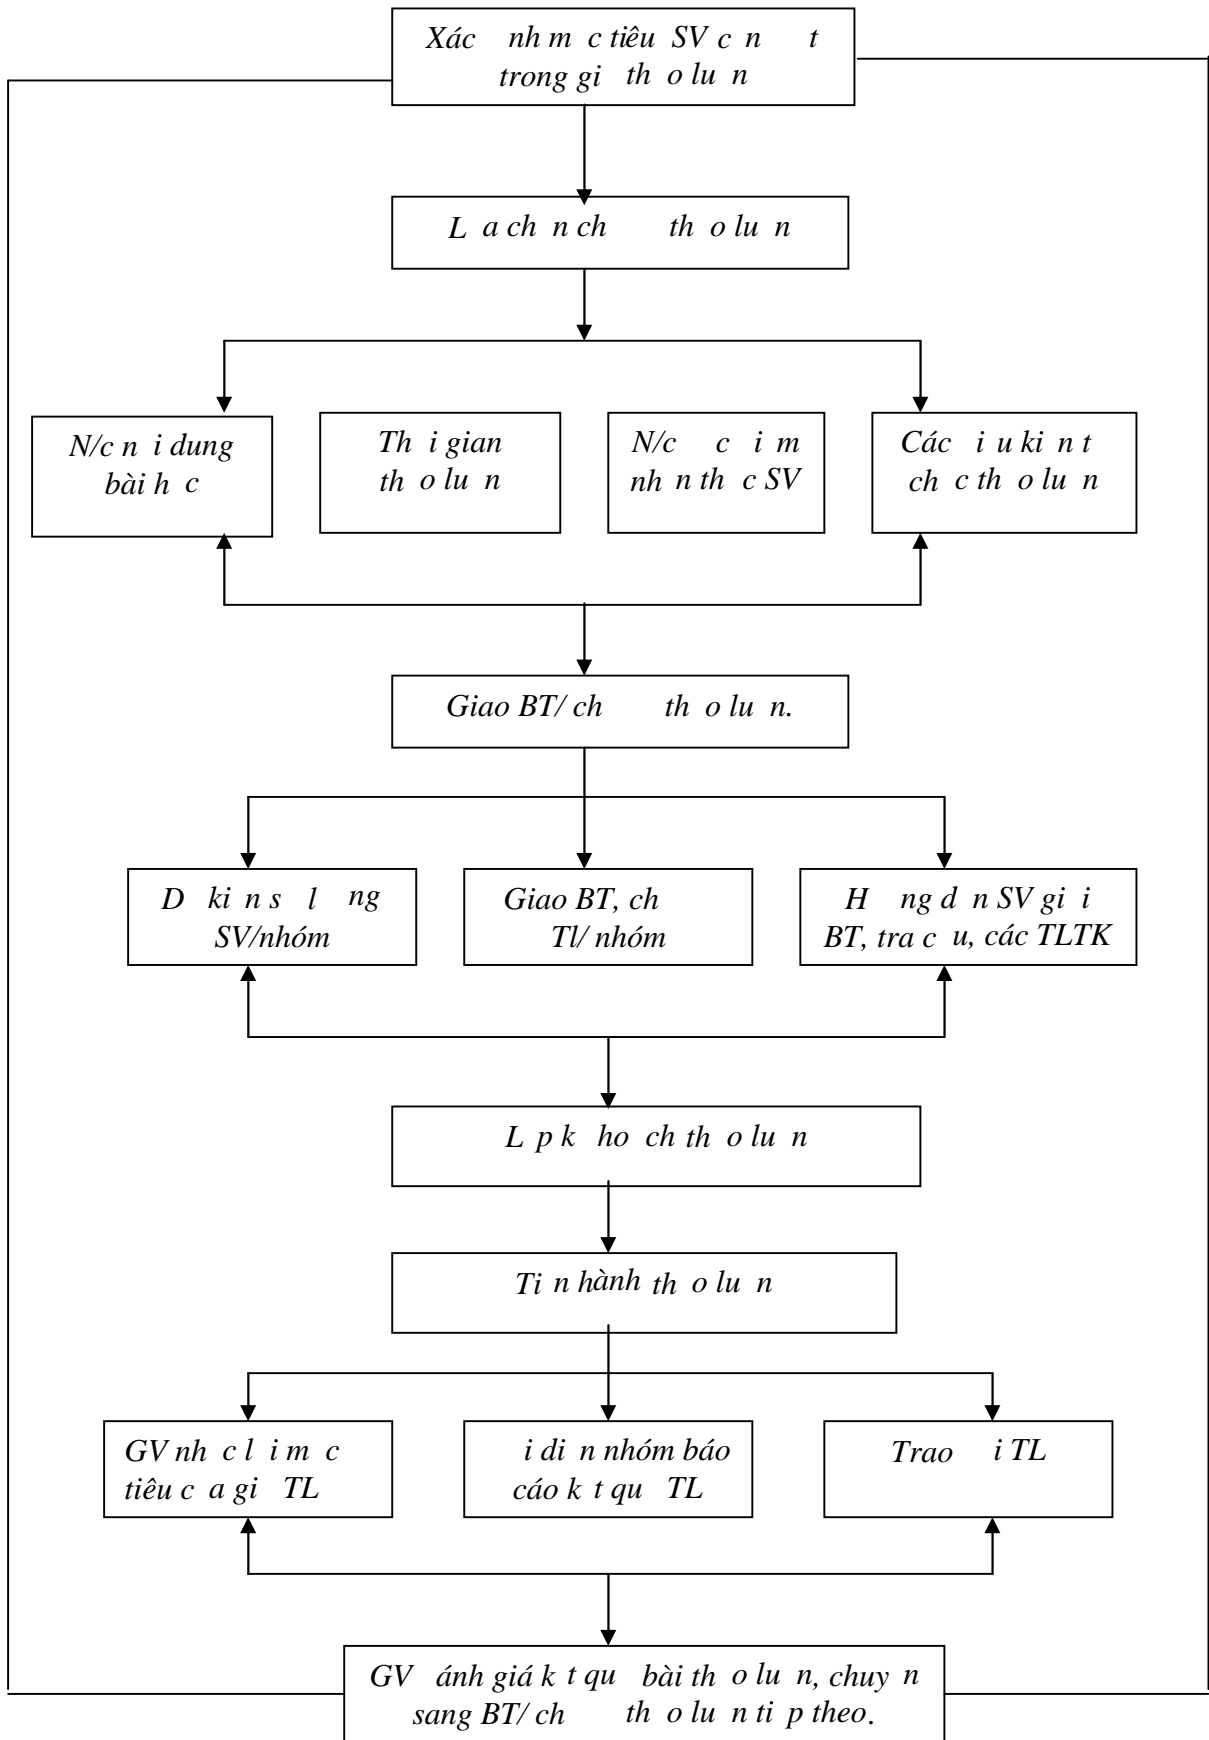 Xác nh m c tiêu SV c n t
trong gi th o lu n
L a ch n ch th o lu n
N/c n i dung
bài h c
Th i gian
th o lu n
N/c c i m
nh n th c SV
Các i u ki n t
ch c th o lu n
Giao BT/ ch th o lu n.
D ki n s l ng
SV/nhóm
Giao BT, ch
Tl/ nhóm
H ng d n SV gi i
BT, tra c u, các TLTK
L p k ho ch th o lu n
Ti n hành th o lu n
GV nh c l i m c
tiêu c a gi TL
i di n nhóm báo
cáo k t qu TL
Trao i TL
GV ánh giá k t qu bài th o lu n, chuy n
sang BT/ ch th o lu n ti p theo.